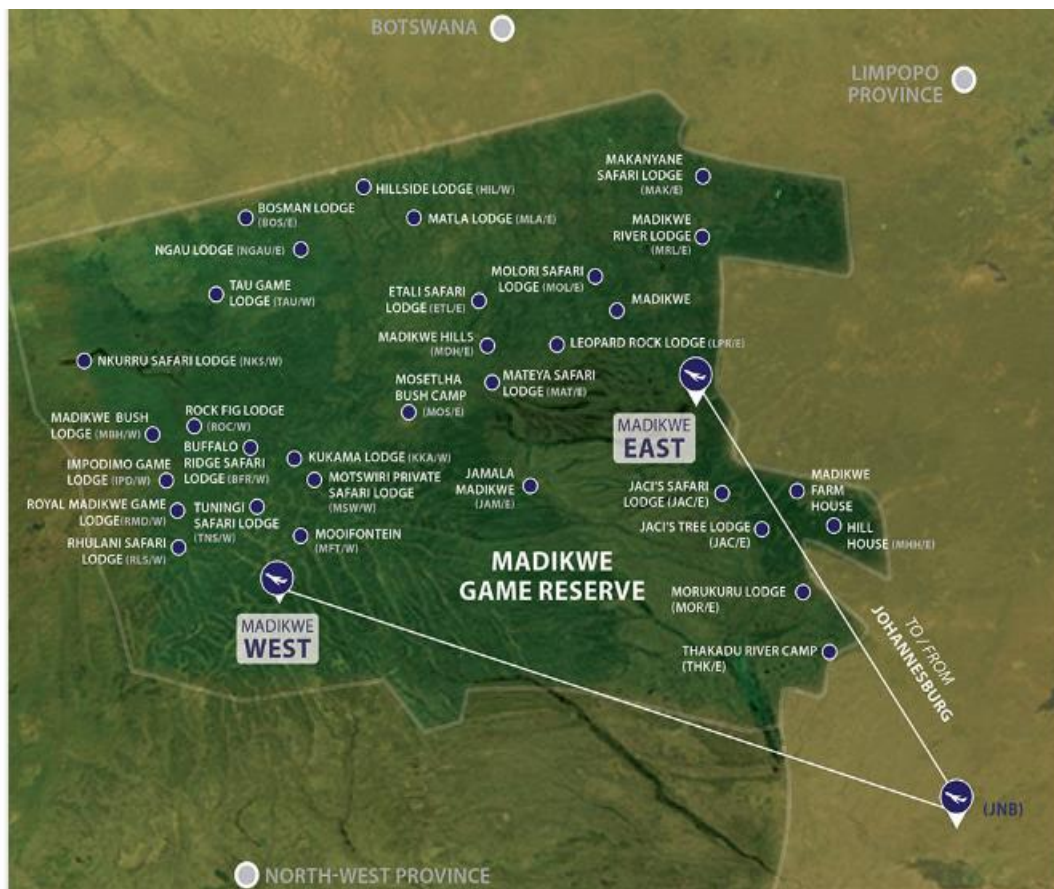 BOTSWANA
LIMPOPO
PROVINCE
MAKANYANE
SAFARI LODGE
(MAK/E)
HILLSIDE LODGE (HIL/W)
BOSMAN LODGE
(BOS/E)
MATLA LODGE (MLA/E)
MADIKWE
RIVER LODGE
(MRL/E)
NGAU LODGE (NGAU/E)
MOLORI SAFARI
LODGE (MOL/E)
TAU GAME
LODGE (TAU/W)
ETALI SAFARI
LODGE (ETL/E)
MADIKWE
MADIKWE HILLS
(MDH/E)
LEOPARD ROCK LODGE (LPR/E)
NKURRU SAFARI LODGE (NKS/W)
MATEYA SAFARI
LODGE (MAT/E)
MOSETLHA
BUSH CAMP
(MOS/E)
MADIKWE
EAST
ROCK FIG LODGE
(ROC/W)
MADIKWE BUSH
LODGE (MBH/W)
BUFFALO
RIDGE SAFARI
LODGE (BFR/W)
KUKAMA LODGE (KKA/W)
IMPODIMO GAME
LODGE (IPD/W)
MOTSWIRI PRIVATE
SAFARI LODGE
(MSW/W)
JAMALA
MADIKWE
(JAM/E)
JACI'S SAFARI
LODGE (JAC/E)
MADIKWE
FARM
HOUSE
ROYAL MADIKWE GAME
LODGE (RMD/W)
TUNINGI
SAFARI LODGE
(TNS/W)
JACI'S TREE LODGE
(JAC/E)
HILL
HOUSE (MHH/E)
RHULANI SAFARI
LODGE (RLS/W)
MOOIFONTEIN
(MFT/W)
MADIKWE
GAME RESERVE
MORUKURU LODGE
(MOR/E)
MADIKWE
WEST
THAKADU RIVER CAMP
(THK/E)
TO / FROM
JOHANNESBURG
(JNB)
NORTH-WEST PROVINCE